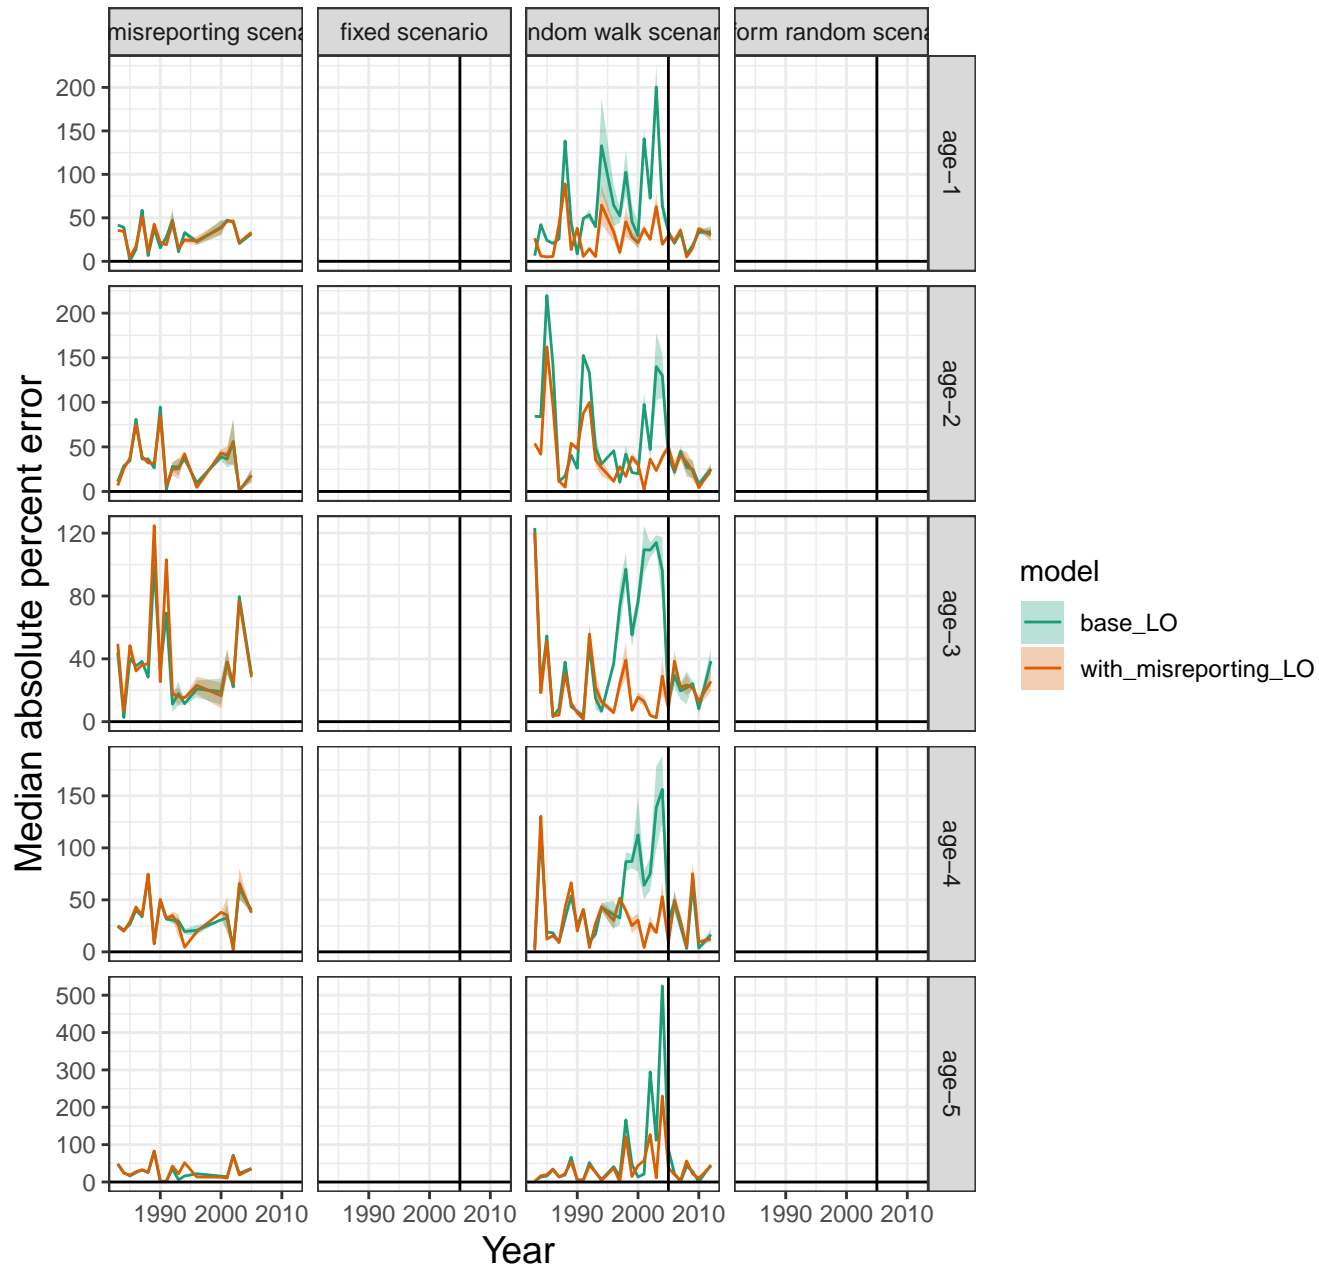 misreporting scena
fixed scenario
ndom walk scenar
form random scena
200
150
100
50
0
age-1
200
150
100
50
0
age-2
120
80
40
0
age-3
150
100
50
0
age-4
500
400
300
200
100
0
age-5
1990 2000 2010
1990 2000 2010
1990 2000 2010
1990 2000 2010
Year
Median absolute percent error
model
base_LO
with_misreporting_LO